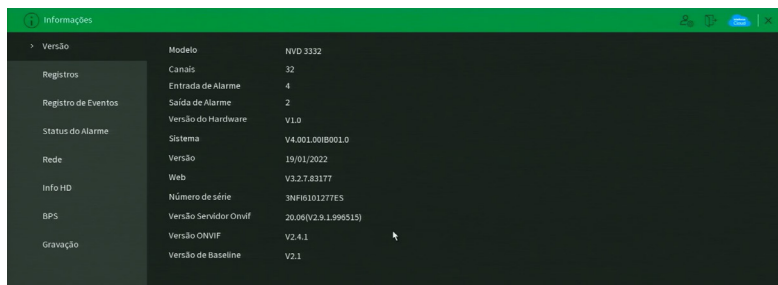 Informações
> Versão
Registros
Registro de Eventos
Status do Alarme
Rede
Info HD
BPS
Gravação
Modelo NVD 3332
Canais 32
Entrada de Alarme 4
Saída de Alarme 2
Versão do Hardware V1.0
Sistema V4.001.00IB001.0
Versão 19/01/2022
Web V3.2.7.83177
Número de série 3NFI6101277ES
Versão Servidor Onvif 20.06(V2.9.1.996515)
Versão ONVIF V2.4.1
Versão de Baseline V2.1